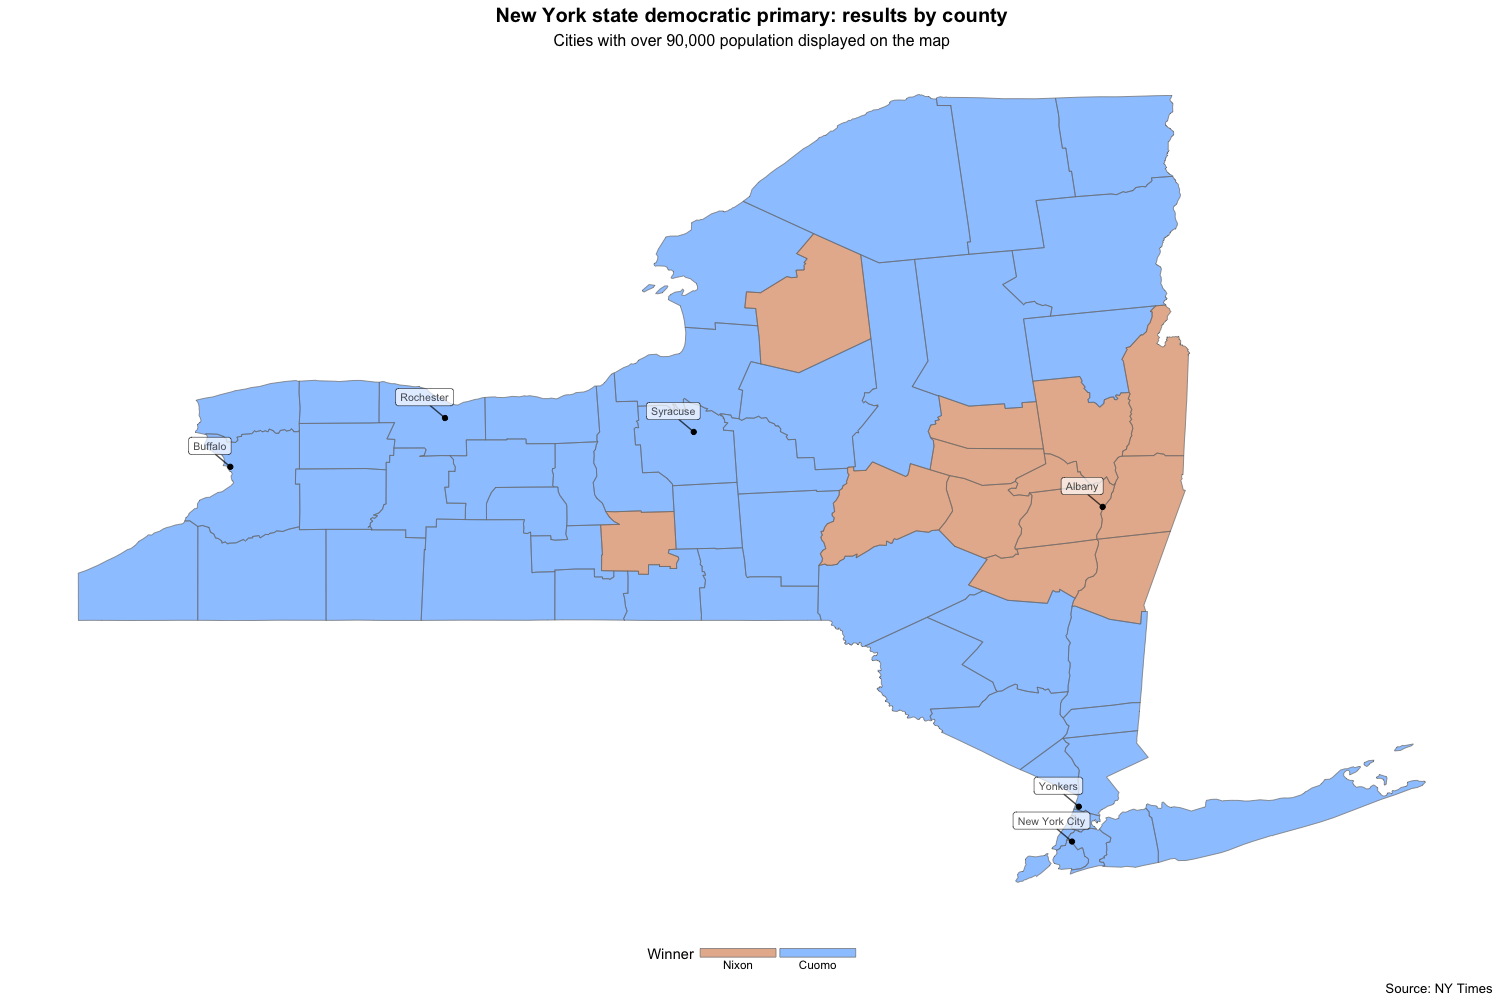 New York state democratic primary: results by county
Cities with over 90,000 population displayed on the map
Rochester
Syracuse
Buffalo
Albany
Yonkers
New York City
Winner
Nixon
Cuomo
Source: NY Times